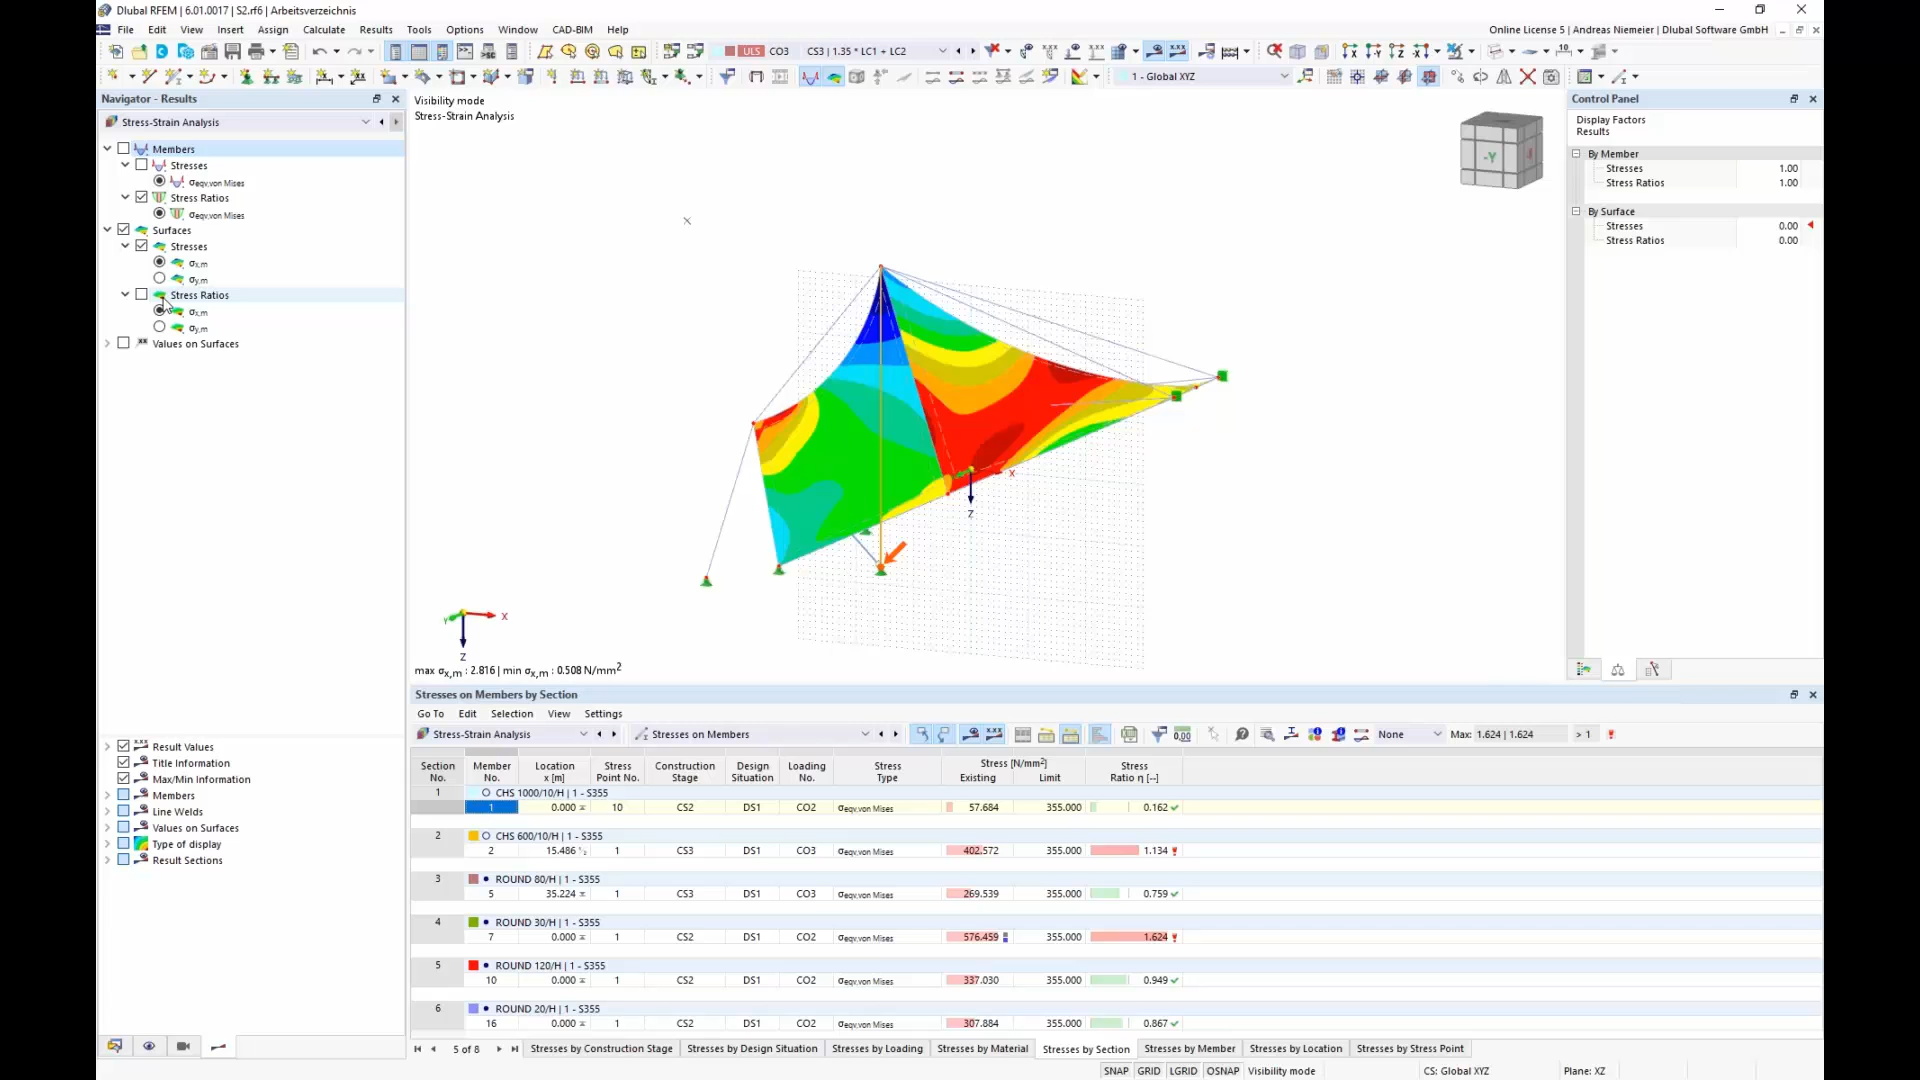 Dlubal RFEM | 6.01.0017 | S2.rf6 | Arbeitsverzeichnis
File Edit View Insert Assign Calculate Results Tools Options Window CAD-BIM Help
Online License 5 | Andreas Niemeier | Dlubal Software GmbH
ULS CO3 CS3 | 1.35 * LC1 + LC2
1 - Global XYZ
Navigator - Results
Stress-Strain Analysis
Members
Stresses
σeqv,von Mises
Stress Ratios
σeqv,von Mises
Surfaces
Stresses
σx,m
σy,m
Stress Ratios
σx,m
σy,m
Values on Surfaces
Result Values
Title Information
Max/Min Information
Members
Line Welds
Values on Surfaces
Type of display
Result Sections
Visibility mode
Stress-Strain Analysis
-Y
X
Z
Y
X
Z
max σx,m : 2.816 | min σx,m : 0.508 N/mm2
Control Panel
Display Factors
Results
By Member
Stresses 1.00
Stress Ratios 1.00
By Surface
Stresses 0.00
Stress Ratios 0.00
Stresses on Members by Section
Go To Edit Selection View Settings
Stress-Strain Analysis Stresses on Members None Max: 1.624 | 1.624 > 1
Section No. Member No. Location x [m] Stress Point No. Construction Stage Design Situation Loading No. Stress Type Stress [N/mm2] Existing Limit Stress Ratio η [--]
1 CHS 1000/10/H | 1 - S355
1 0.000 10 CS2 DS1 CO2 σeqv,von Mises 57.684 355.000 0.162
2 CHS 600/10/H | 1 - S355
2 15.486 1 CS3 DS1 CO3 σeqv,von Mises 402.572 355.000 1.134
3 ROUND 80/H | 1 - S355
5 35.224 1 CS3 DS1 CO3 σeqv,von Mises 269.539 355.000 0.759
4 ROUND 30/H | 1 - S355
7 0.000 1 CS2 DS1 CO2 σeqv,von Mises 576.459 355.000 1.624
5 ROUND 120/H | 1 - S355
10 0.000 1 CS2 DS1 CO2 σeqv,von Mises 337.030 355.000 0.949
6 ROUND 20/H | 1 - S355
16 0.000 1 CS2 DS1 CO2 σeqv,von Mises 307.884 355.000 0.867
5 of 8 Stresses by Construction Stage Stresses by Design Situation Stresses by Loading Stresses by Material Stresses by Section Stresses by Member Stresses by Location Stresses by Stress Point
SNAP GRID LGRID OSNAP Visibility mode CS: Global XYZ Plane: XZ